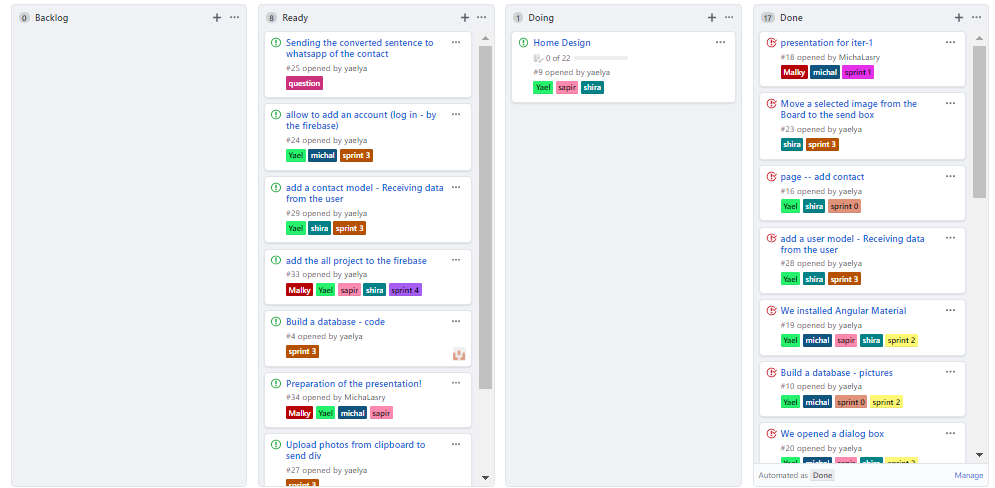 0 Backlog
8 Ready
Sending the converted sentence to
whatsapp of the contact
#25 opened by yaelya
question
allow to add an account (log in - by
the firebase)
#24 opened by yaelya
Yael michal sprint 3
add a contact model - Receiving data
from the user
#29 opened by yaelya
Yael shira sprint 3
add the all project to the firebase
#33 opened by yaelya
Malky Yael sapir shira sprint 4
Build a database - code
#4 opened by yaelya
sprint 3
Preparation of the presentation!
#34 opened by MichaLasry
Malky Yael michal sapir
Upload photos from clipboard to
send div
#27 opened by yaelya
sprint 3
1 Doing
Home Design
0 of 22
#9 opened by yaelya
Yael sapir shira
17 Done
presentation for iter-1
#18 opened by MichaLasry
Malky michal sprint 1
Move a selected image from the
Board to the send box
#23 opened by yaelya
shira sprint 3
page -- add contact
#16 opened by yaelya
Yael shira sprint 0
add a user model - Receiving data
from the user
#28 opened by yaelya
Yael shira sprint 3
We installed Angular Material
#19 opened by yaelya
Yael michal sapir shira sprint 2
Build a database - pictures
#10 opened by yaelya
Yael michal sprint 0 sprint 2
We opened a dialog box
#20 opened by yaelya
Yael michal sapir shira sprint 2
Automated as Done Manage